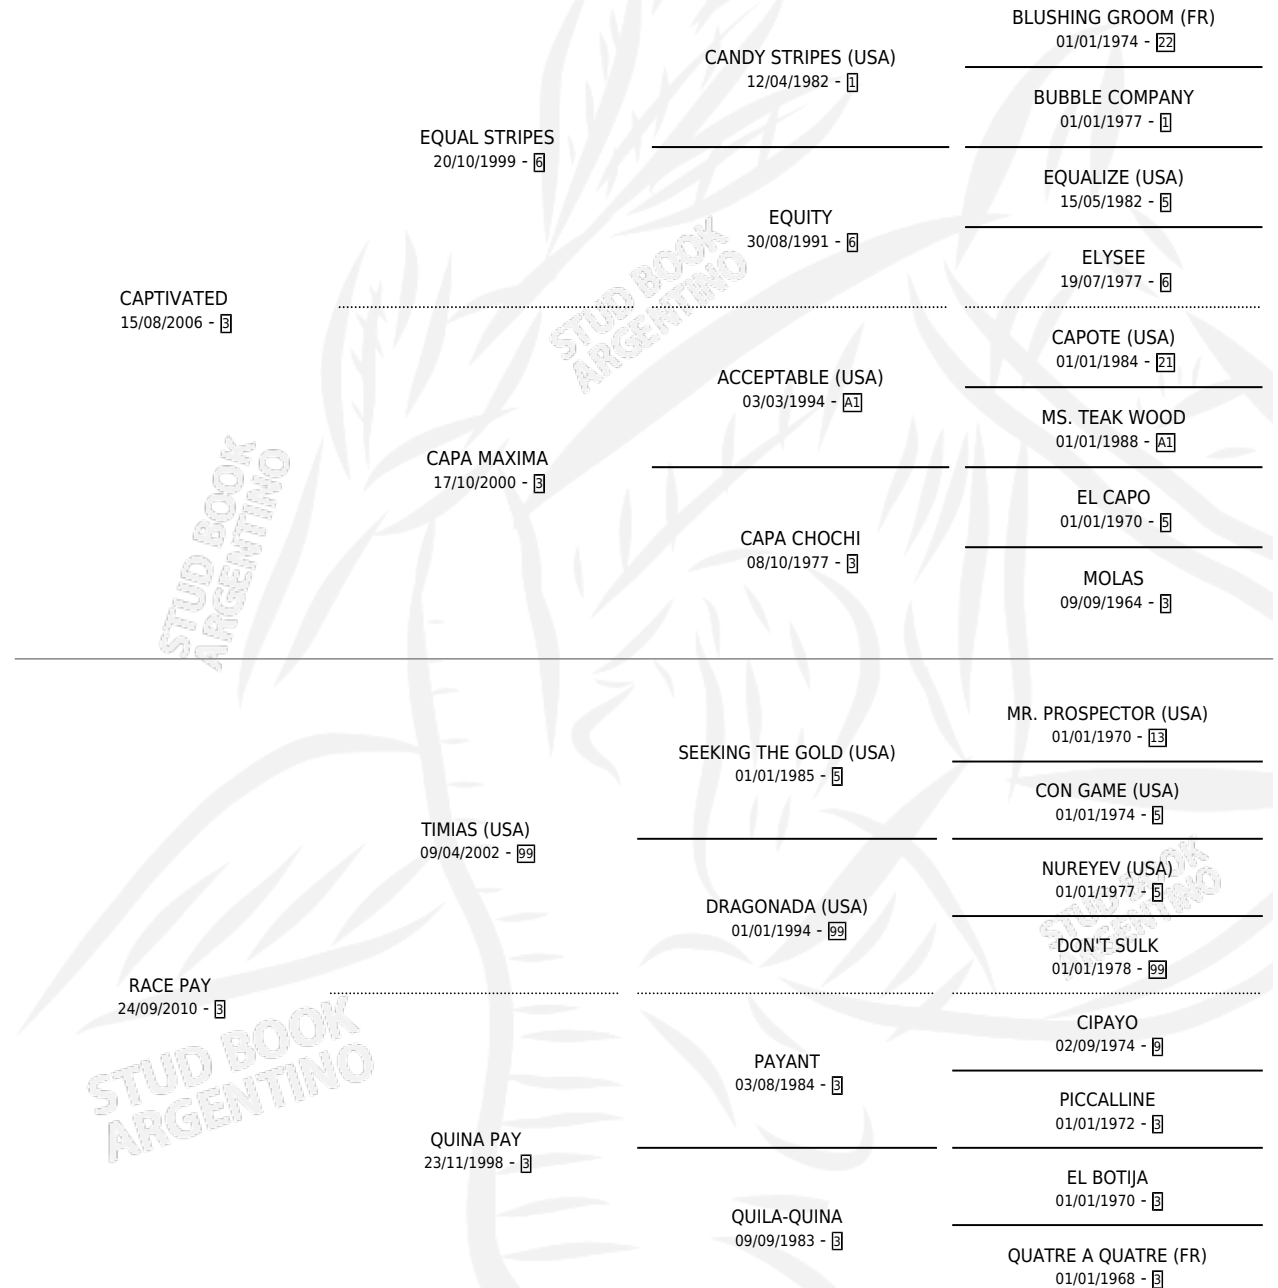 BLUSHING GROOM (FR)
01/01/1974 - 22
CANDY STRIPES (USA)
12/04/1982 - 1
BUBBLE COMPANY
01/01/1977 - 1
EQUAL STRIPES
20/10/1999 - 6
EQUALIZE (USA)
15/05/1982 - 5
EQUITY
30/08/1991 - 6
ELYSEE
19/07/1977 - 6
CAPTIVATED
15/08/2006 - 3
CAPOTE (USA)
01/01/1984 - 21
ACCEPTABLE (USA)
03/03/1994 - A1
MS. TEAK WOOD
01/01/1988 - A1
CAPA MAXIMA
17/10/2000 - 3
EL CAPO
01/01/1970 - 5
CAPA CHOCHI
08/10/1977 - 3
MOLAS
09/09/1964 - 3
MR. PROSPECTOR (USA)
01/01/1970 - 13
SEEKING THE GOLD (USA)
01/01/1985 - 5
CON GAME (USA)
01/01/1974 - 5
TIMIAS (USA)
09/04/2002 - 99
NUREYEV (USA)
01/01/1977 - 5
DRAGONADA (USA)
01/01/1994 - 99
DON'T SULK
01/01/1978 - 99
RACE PAY
24/09/2010 - 3
CIPAYO
02/09/1974 - 9
PAYANT
03/08/1984 - 3
PICCALLINE
01/01/1972 - 3
QUINA PAY
23/11/1998 - 3
EL BOTIJA
01/01/1970 - 3
QUILA-QUINA
09/09/1983 - 3
QUATRE A QUATRE (FR)
01/01/1968 - 3
STUD BOOK
ARGENTINO
STUD BOOK
ARGENTINO
STUD BOOK
ARGENTINO
STUD BOOK
ARGENTINO